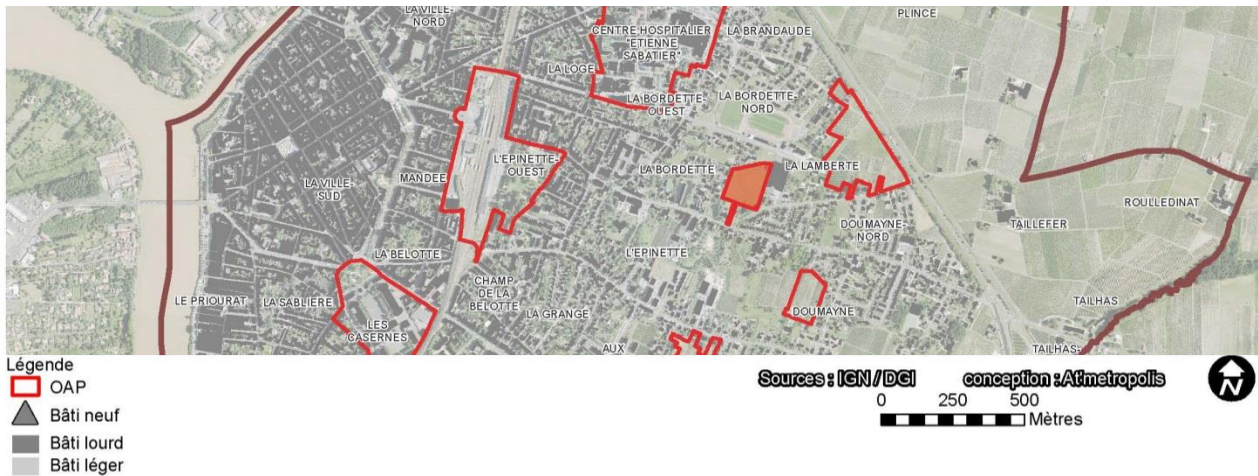 LA VILLE-
NORD
PLINCE
CENTRE HOSPITALIER
"ETIENNE
SABATIER"
LA BRANDAUDE
LA LOGE
LA BORDETTE-
OUEST
LA BORDETTE-
NORD
L'EPINETTE-
OUEST
LA BORDETTE
LA LAMBERTE
MANDEE
LA VILLE-
SUD
ROULLEDINAT
TAILLEFER
DOUMAYNE-
NORD
LA BELOTTE
L'EPINETTE
CHAMP
DE LA
BELOTTE
LE PRIOURAT
LA SABLIERE
LA GRANGE
LES
CASERNES
DOUMAYNE
TAILHAS
AUX
TAILHAS-
Légende
OAP
Bâti neuf
Bâti lourd
Bâti léger
Sources : IGN / DGI conception : At'metropolis
0 250 500
Mètres
N